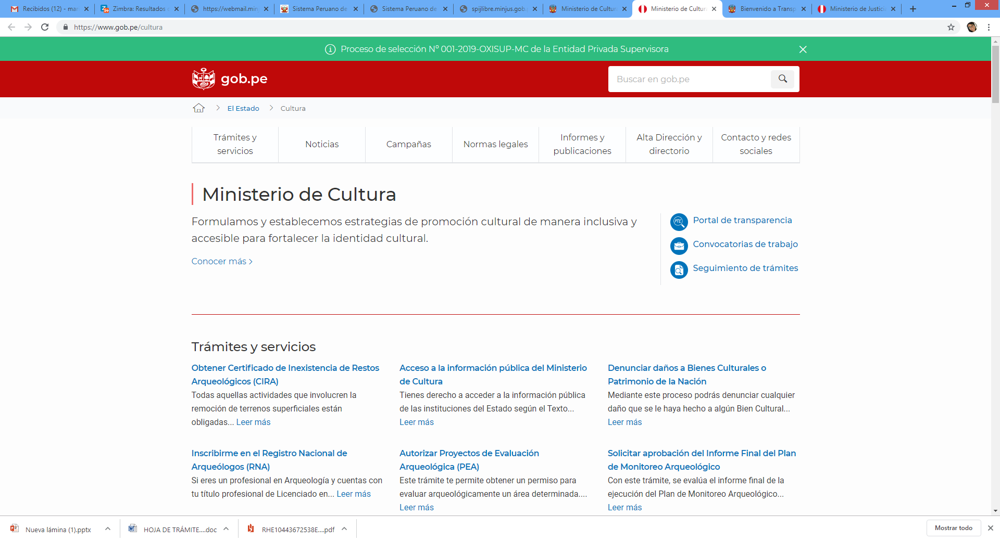 Recibidos (12) - mar
Zimbra: Resultados
https://webmail.min
Sistema Peruano de
Sistema Peruano de
spijlibre.minjus.gob.
Ministerio de Cultura
Ministerio de Cultura
Bienvenido a Transp
Ministerio de Justicia
https://www.gob.pe/cultura
Proceso de selección Nº 001-2019-OXISUP-MC de la Entidad Privada Supervisora
gob.pe
Buscar en gob.pe
El Estado
Cultura
Trámites y
servicios
Noticias
Campañas
Normas legales
Informes y
publicaciones
Alta Dirección y
directorio
Contacto y redes
sociales
Ministerio de Cultura
Formulamos y establecemos estrategias de promoción cultural de manera inclusiva y
accesible para fortalecer la identidad cultural.
Conocer más
PTE
Portal de transparencia
Convocatorias de trabajo
Seguimiento de trámites
Trámites y servicios
Obtener Certificado de Inexistencia de Restos
Arqueológicos (CIRA)
Todas aquellas actividades que involucren la
remoción de terrenos superficiales están
obligadas... Leer más
Acceso a la información pública del Ministerio
de Cultura
Tienes derecho a acceder a la información pública
de las instituciones del Estado según el Texto...
Leer más
Denunciar daños a Bienes Culturales o
Patrimonio de la Nación
Mediante este proceso podrás denunciar cualquier
daño que se le haya hecho a algún Bien Cultural...
Leer más
Inscribirme en el Registro Nacional de
Arqueólogos (RNA)
Si eres un profesional en Arqueología y cuentas con
tu título profesional de Licenciado en... Leer más
Autorizar Proyectos de Evaluación
Arqueológica (PEA)
Este trámite te permite obtener un permiso para
evaluar arqueológicamente un área determinada....
Leer más
Solicitar aprobación del Informe Final del Plan
de Monitoreo Arqueológico
Con este trámite, se evalúa el informe final de la
ejecución del Plan de Monitoreo Arqueológico...
Leer más
Nueva lámina (1).pptx
HOJA DE TRÁMITE....doc
RHE10443672538E....pdf
Mostrar todo